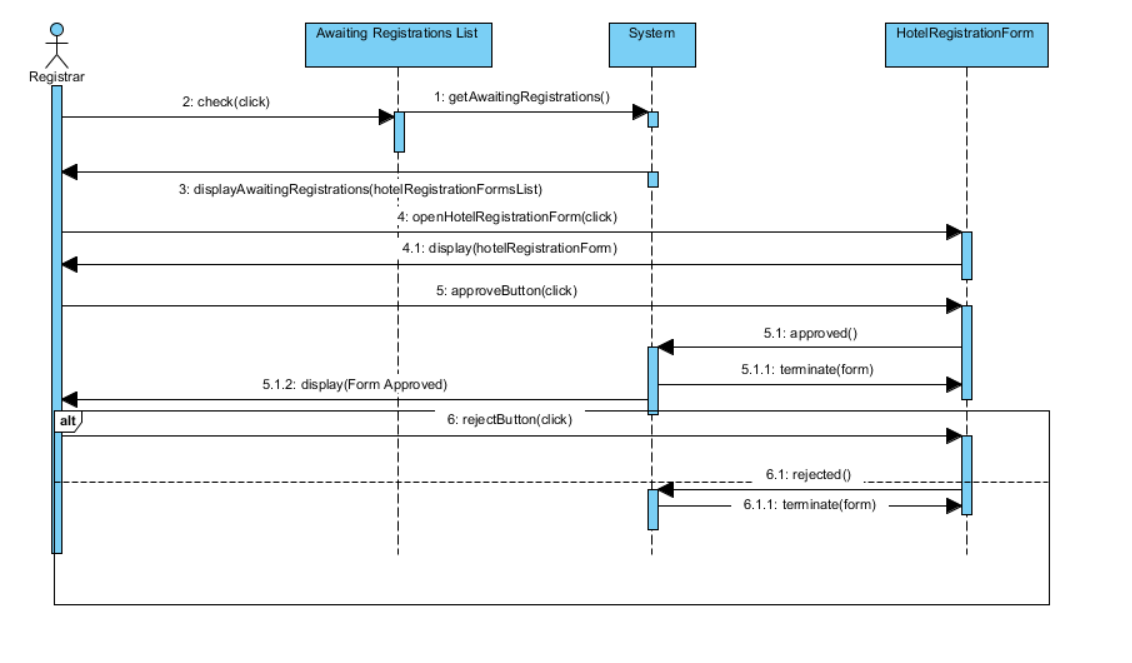 Awaiting Registrations List
System
HotelRegistrationForm
Registrar
2: check(click)
1: getAwaitingRegistrations()
3: displayAwaitingRegistrations(hotelRegistrationFormsList)
4: openHotelRegistrationForm(click)
4.1: display(hotelRegistrationForm)
5: approveButton(click)
5.1: approved()
5.1.1: terminate(form)
5.1.2: display(Form Approved)
alt
6: rejectButton(click)
6.1: rejected()
6.1.1: terminate(form)